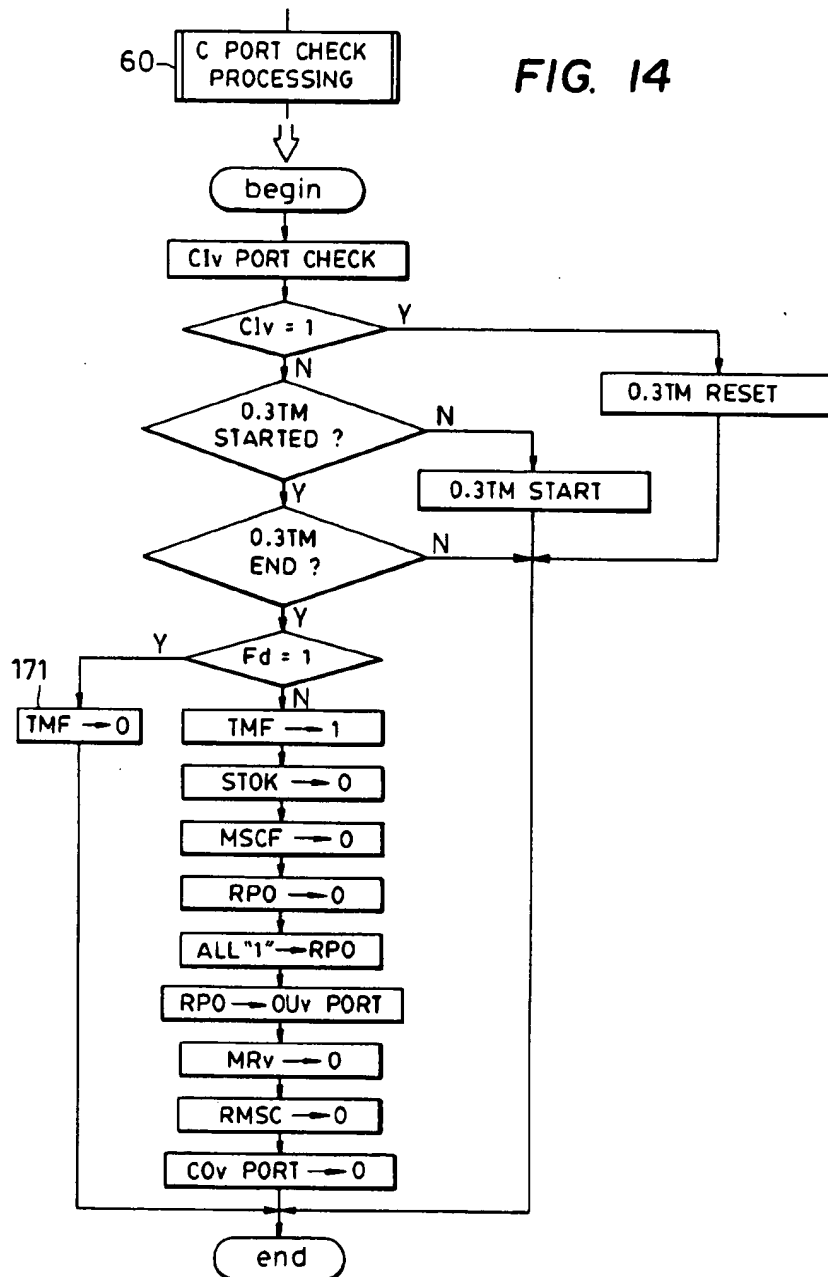 60
C PORT CHECK
PROCESSING
FIG. 14
begin
CIv PORT CHECK
CIv = 1
Y
N
0.3TM RESET
0.3TM
STARTED ?
N
Y
0.3TM START
0.3TM
END ?
N
Y
Fd = 1
Y
N
171
TMF → 0
TMF → 1
STOK → 0
MSCF → 0
RPO → 0
ALL "1" → RPO
RPO → OUv PORT
MRv → 0
RMSC → 0
COv PORT → 0
end